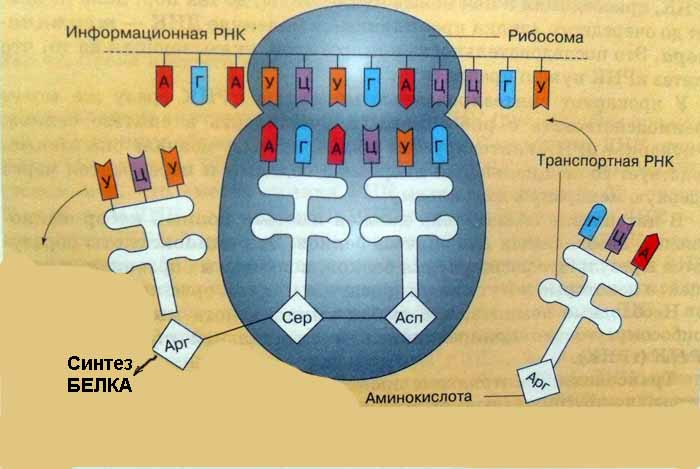 Информационная РНК
Рибосома
А Г А У Ц У Г А Ц Ц Г У
А Г А Ц У Г
У Ц У
Транспортная РНК
Г Ц А
Сер
Асп
Арг
Синтез
БЕЛКА
Арг
Аминокислота